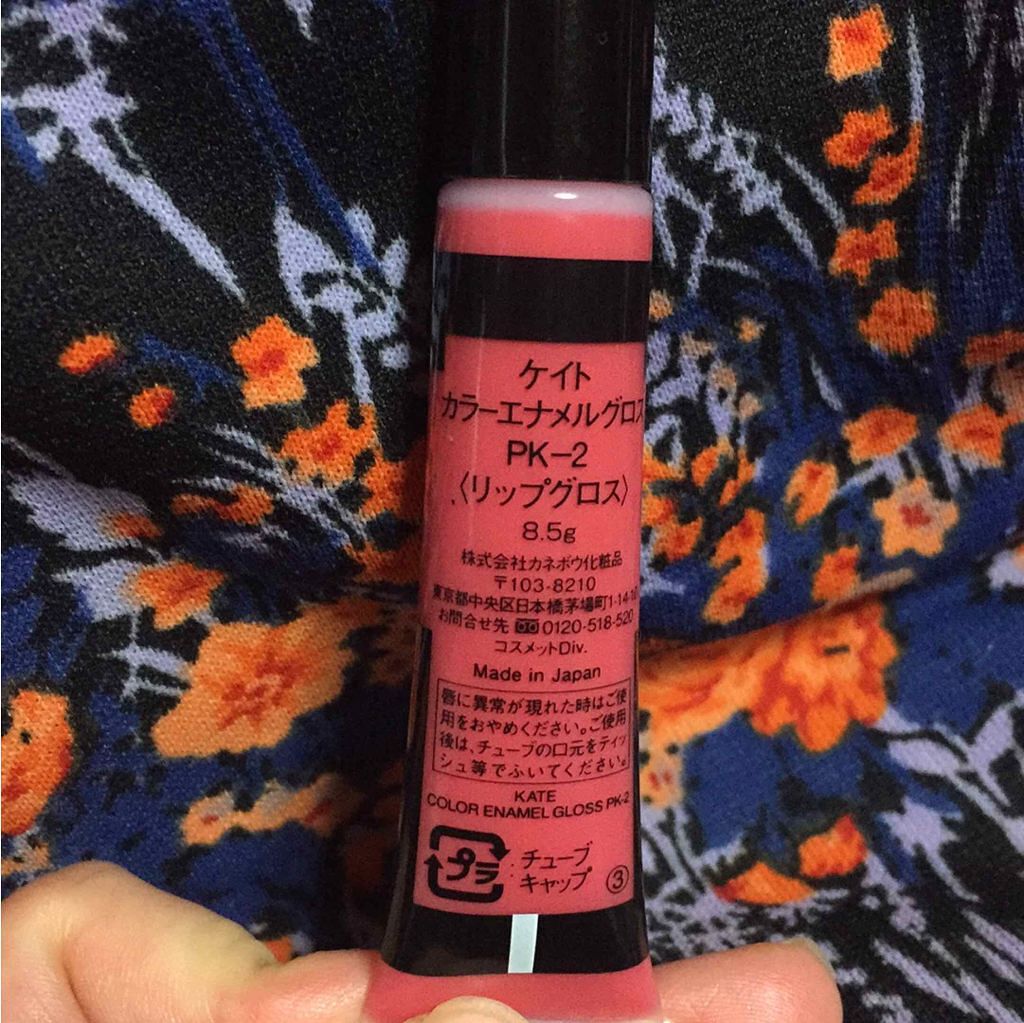 ケイト
カラーエナメルグロス
PK-2
〈リップグロス〉
8.5g
株式会社カネボウ化粧品
〒103-8210
東京都中央区日本橋茅場町1-14-10
お問合せ先 0120-518-520
コスメットDiv.
Made in Japan
唇に異常が現れた時はご使
用をおやめください。ご使用
後は、チューブの口元をティッ
シュ等でふいてください。
KATE
COLOR ENAMEL GLOSS PK-2
プラ : チューブ
キャップ ③